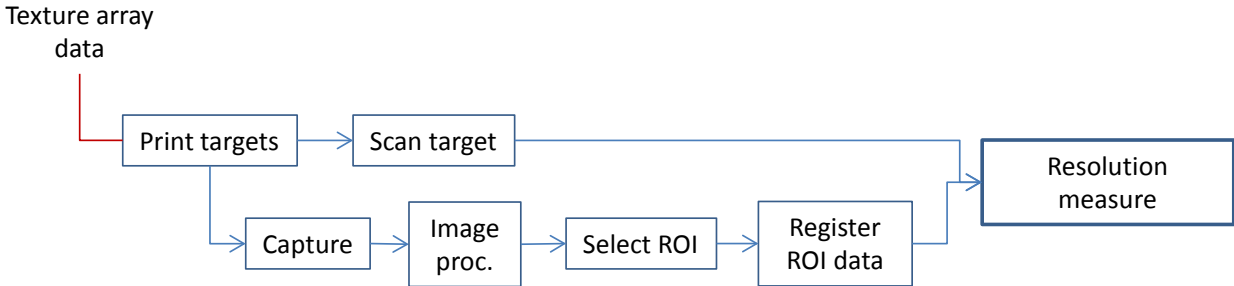 Texture array
data
Print targets
Scan target
Resolution
measure
Capture
Image
proc.
Select ROI
Register
ROI data